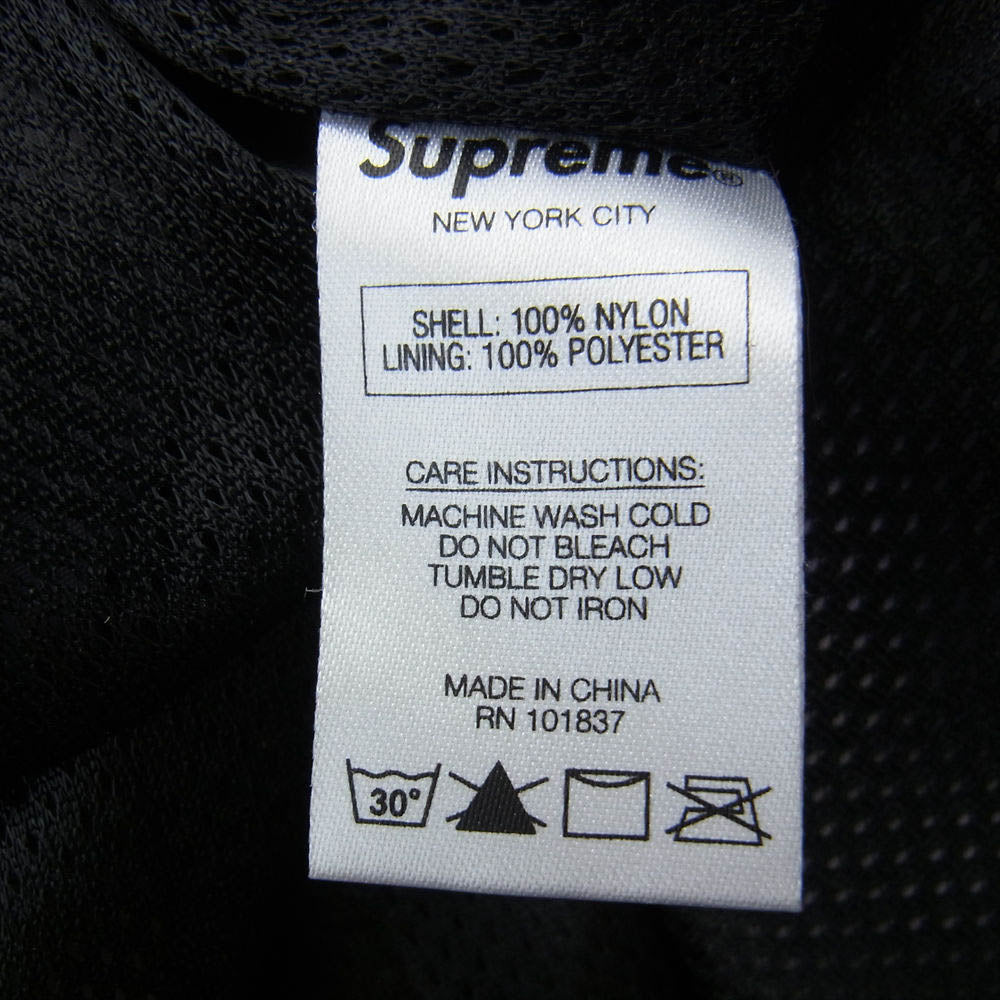 Supreme®
NEW YORK CITY
SHELL: 100% NYLON
LINING: 100% POLYESTER
CARE INSTRUCTIONS:
MACHINE WASH COLD
DO NOT BLEACH
TUMBLE DRY LOW
DO NOT IRON
MADE IN CHINA
RN 101837
30°